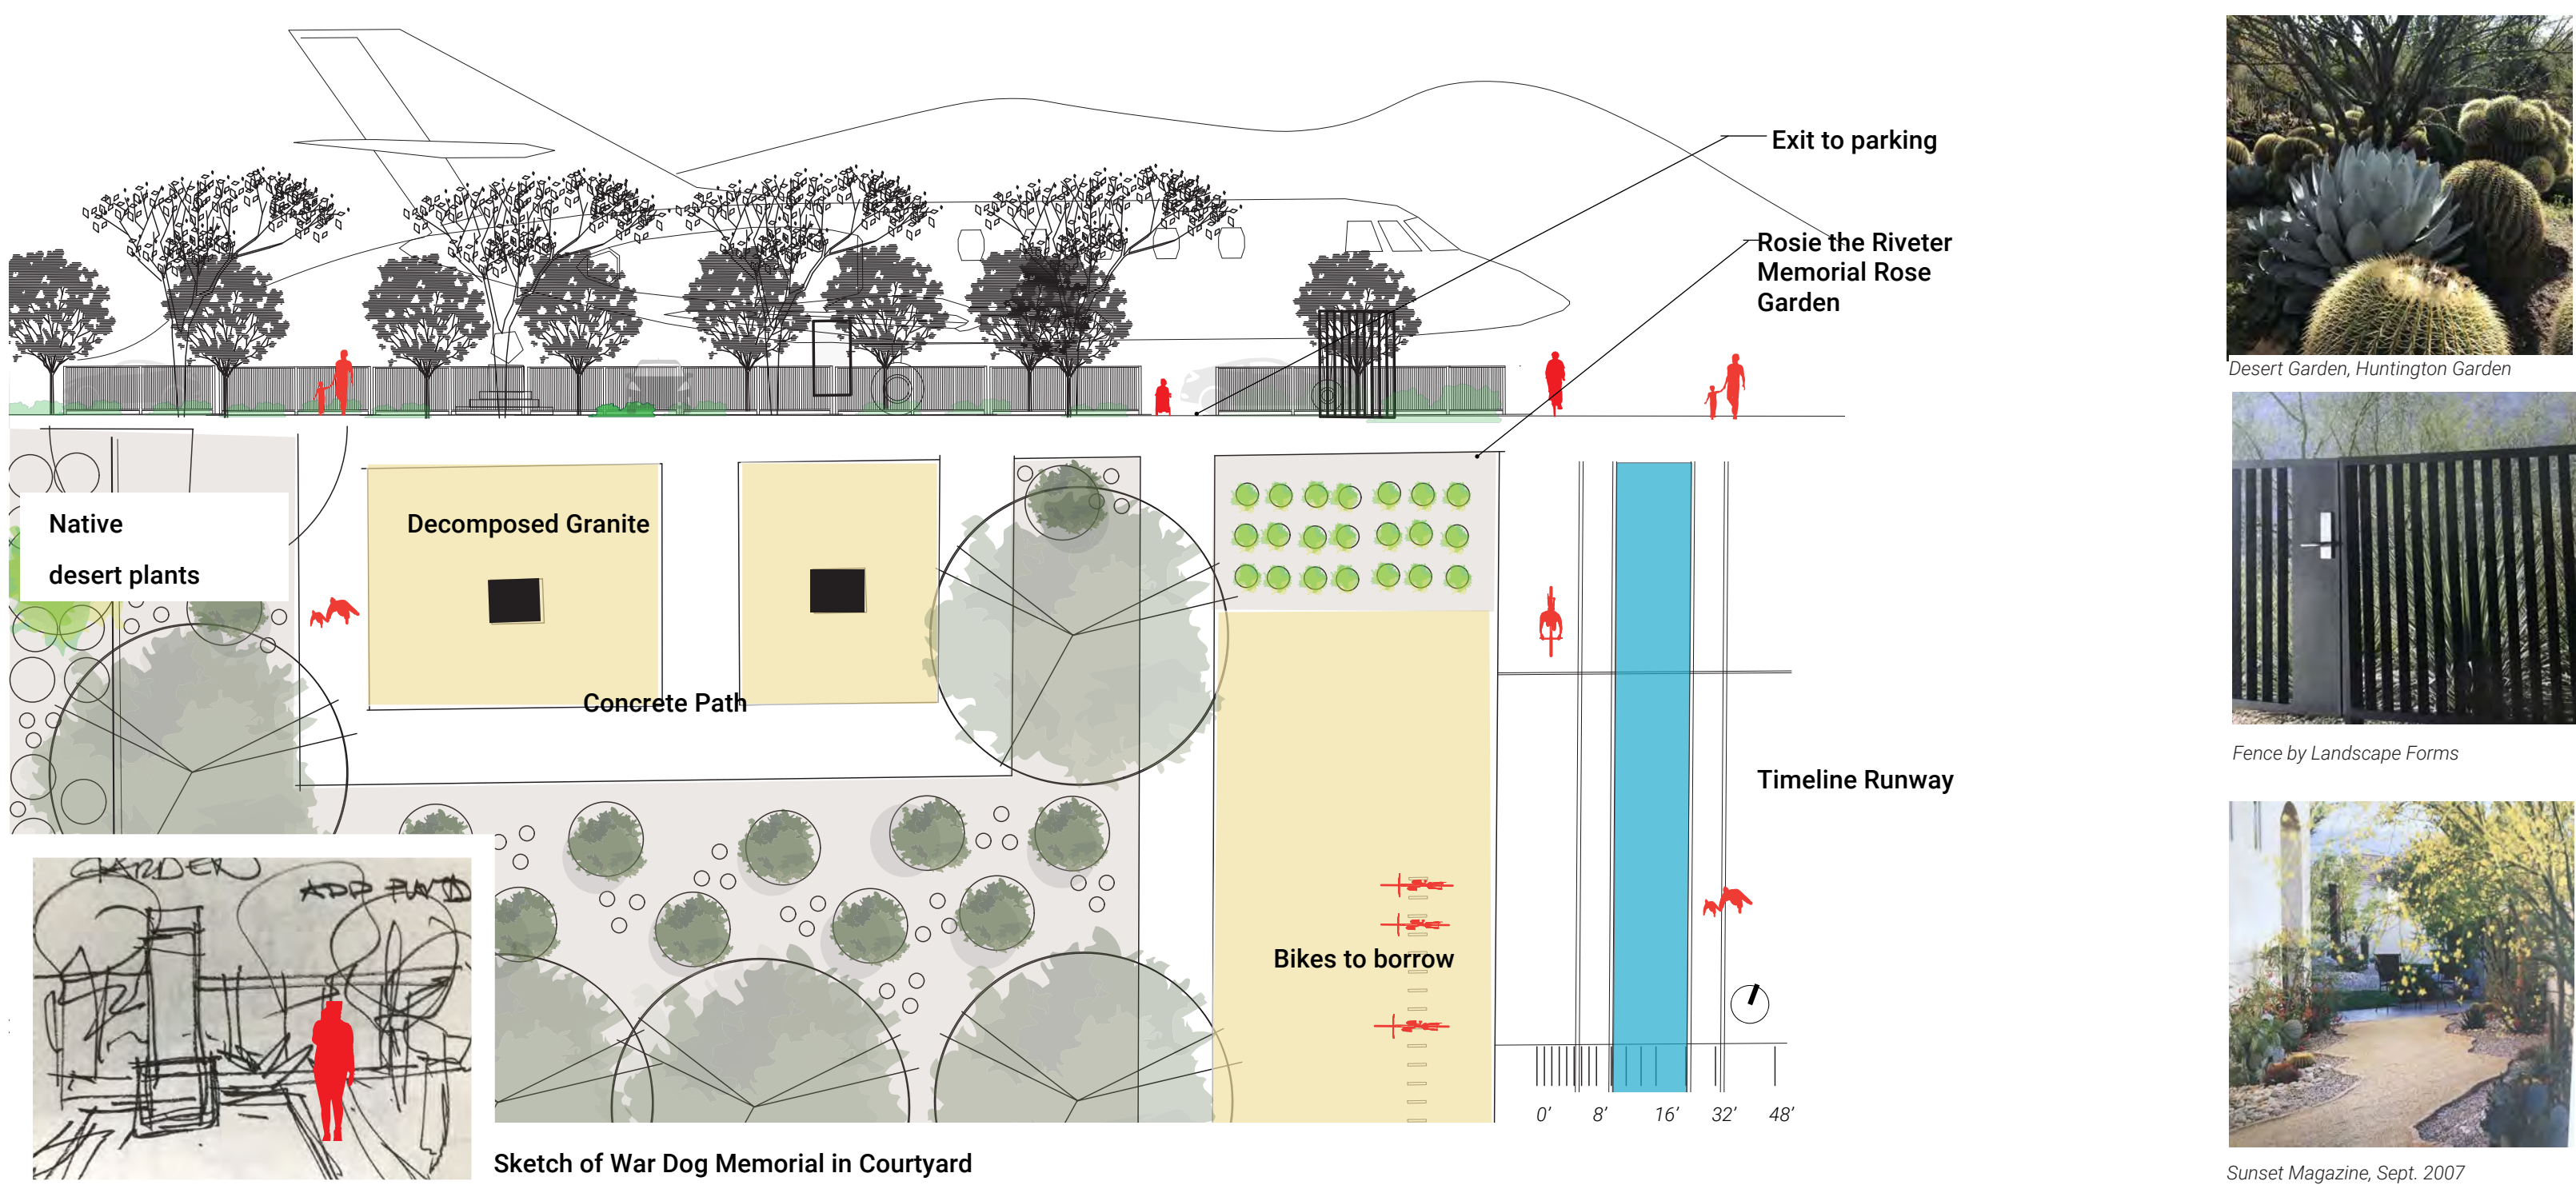 Exit to parking
Rosie the Riveter
Memorial Rose
Garden
Desert Garden, Huntington Garden
Native
desert plants
Decomposed Granite
Concrete Path
Fence by Landscape Forms
Timeline Runway
GARDEN
ADD
Bikes to borrow
0’ 8’ 16’ 32’ 48’
Sketch of War Dog Memorial in Courtyard
Sunset Magazine, Sept. 2007